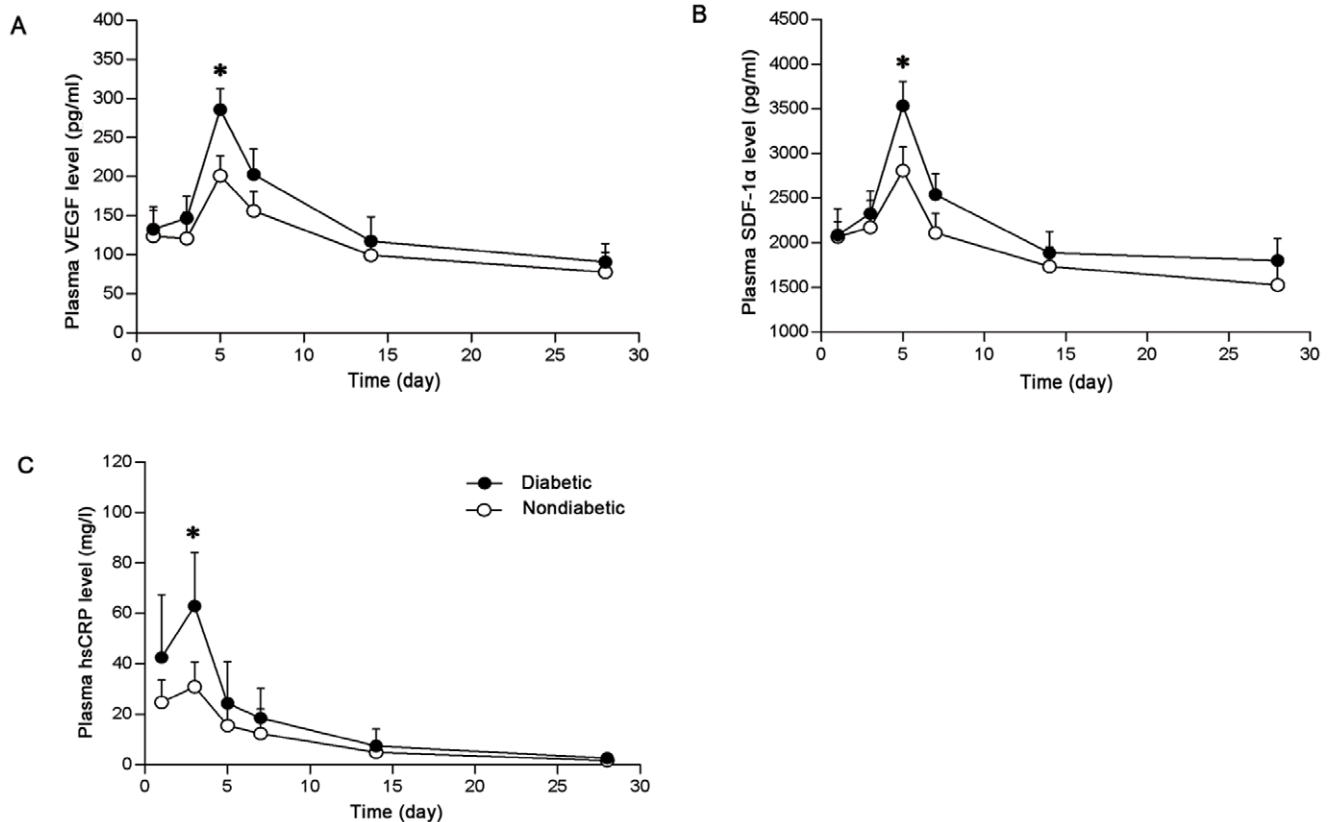 A
Plasma VEGF level (pg/ml)
400
350
300
250
200
150
100
50
0
*
0 5 10 15 20 25 30
Time (day)
B
Plasma SDF-1α level (pg/ml)
4500
4000
3500
3000
2500
2000
1500
1000
*
0 5 10 15 20 25 30
Time (day)
C
Plasma hsCRP level (mg/l)
120
100
80
60
40
20
0
*
Diabetic
Nondiabetic
0 5 10 15 20 25 30
Time (day)